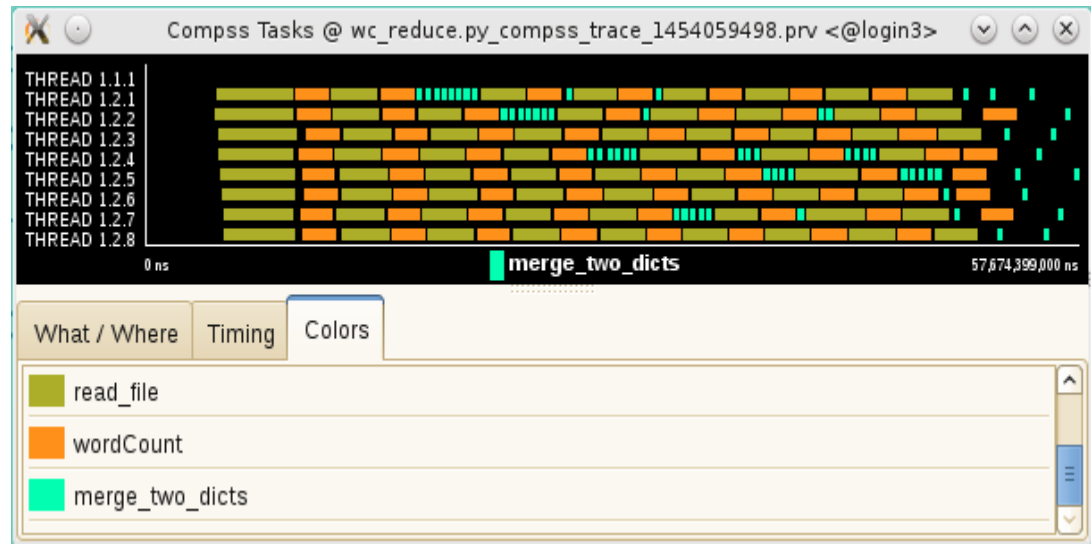 Compss Tasks @ wc_reduce.py_compss_trace_1454059498.prv <@login3>
THREAD 1.1.1
THREAD 1.2.1
THREAD 1.2.2
THREAD 1.2.3
THREAD 1.2.4
THREAD 1.2.5
THREAD 1.2.6
THREAD 1.2.7
THREAD 1.2.8
0 ns
merge_two_dicts
57,674,399,000 ns
What / Where
Timing
Colors
read_file
wordCount
merge_two_dicts